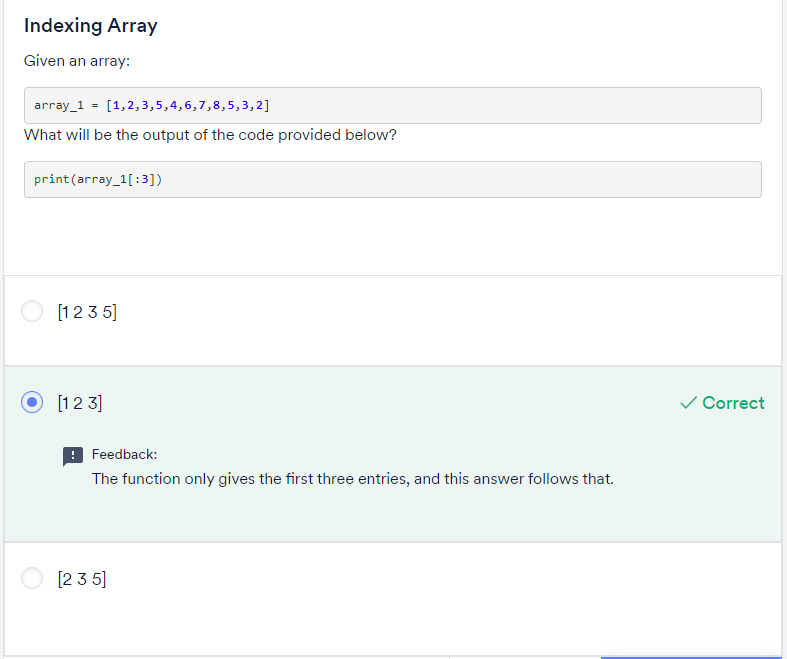 Indexing Array
Given an array:
array_1 = [1,2,3,5,4,6,7,8,5,3,2]
What will be the output of the code provided below?
print(array_1[:3])
[1 2 3 5]
[1 2 3]
Correct
Feedback:
The function only gives the first three entries, and this answer follows that.
[2 3 5]